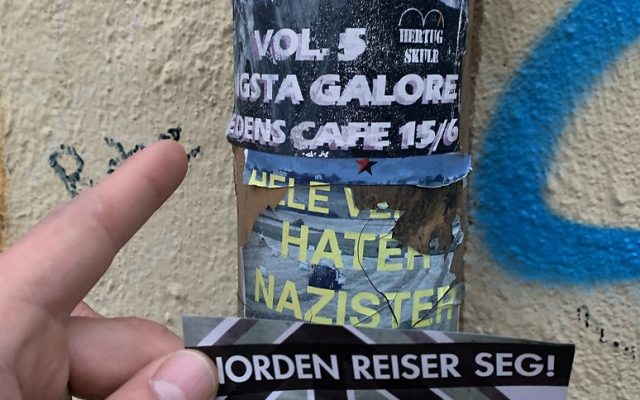 VOL. 5
HERTUG
SKULE
GSTA GALORE
EDENS CAFE 15/6
HELE
HATER
NAZISTER
NORDEN REISER SEG!